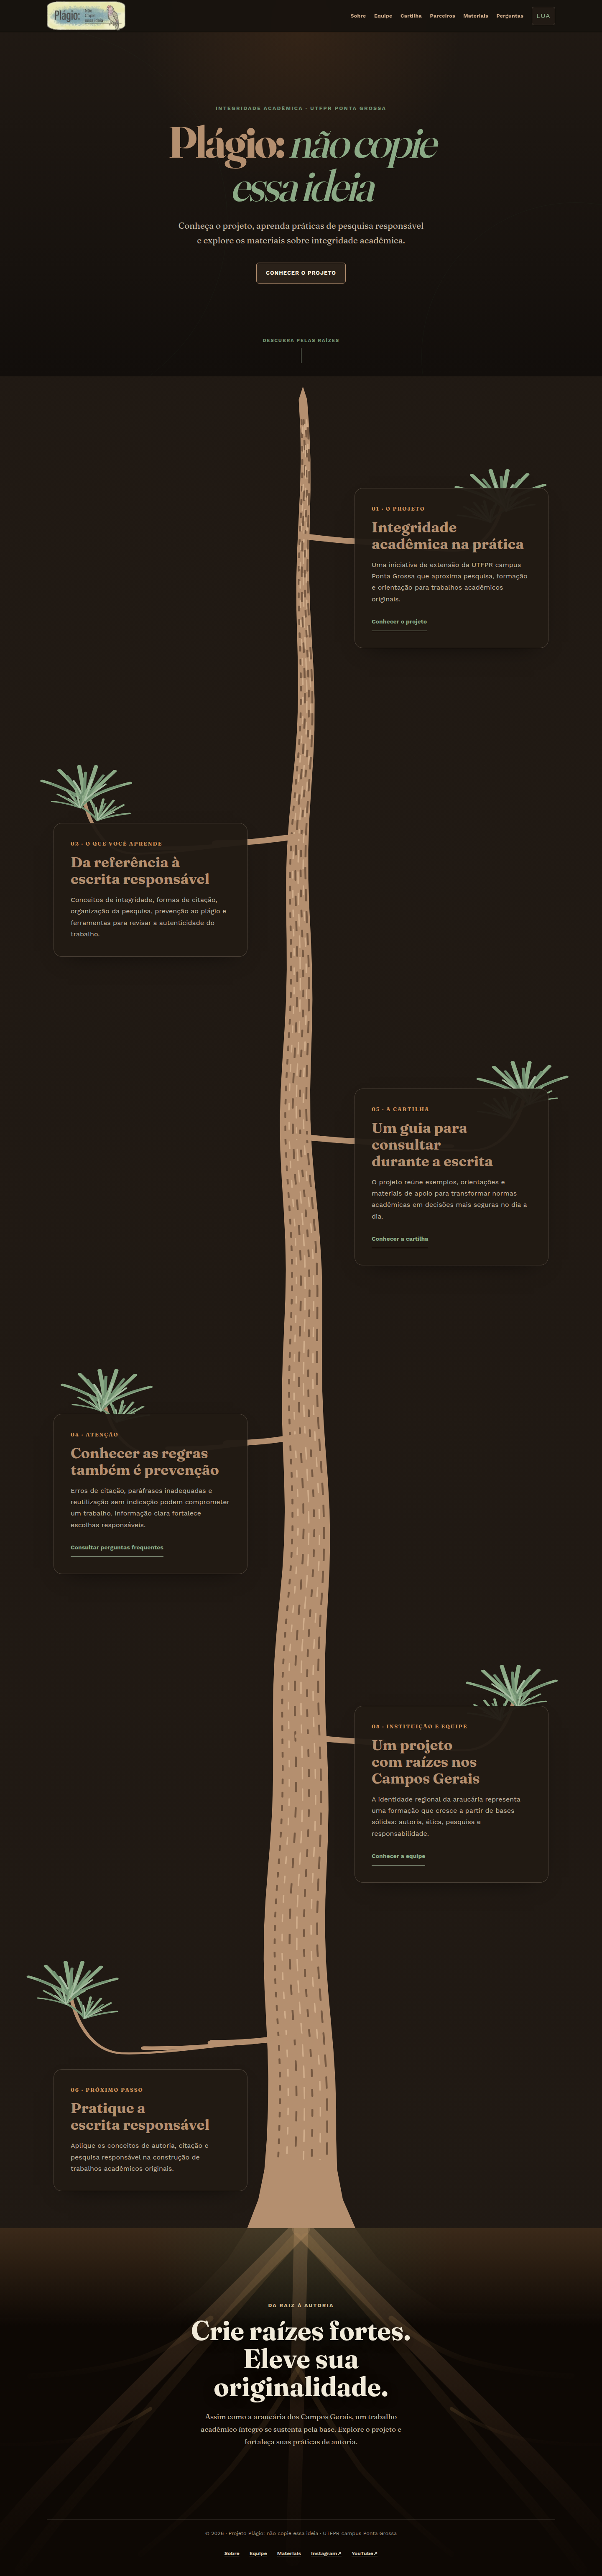 Plágio:
Não
Copie
essa ideia
Sobre Equipe Cartilha Parceiros Materiais Perguntas LUA
INTEGRIDADE ACADÊMICA · UTFPR PONTA GROSSA
Plágio: não copie
essa ideia
Conheça o projeto, aprenda práticas de pesquisa responsável
e explore os materiais sobre integridade acadêmica.
CONHECER O PROJETO
DESCUBRA PELAS RAÍZES
01 · O PROJETO
Integridade
acadêmica na prática
Uma iniciativa de extensão da UTFPR campus
Ponta Grossa que aproxima pesquisa, formação
e orientação para trabalhos acadêmicos
originais.
Conhecer o projeto
02 · O QUE VOCÊ APRENDE
Da referência à
escrita responsável
Conceitos de integridade, formas de citação,
organização da pesquisa, prevenção ao plágio e
ferramentas para revisar a autenticidade do
trabalho.
03 · A CARTILHA
Um guia para
consultar
durante a escrita
O projeto reúne exemplos, orientações e
materiais de apoio para transformar normas
acadêmicas em decisões mais seguras no dia a
dia.
Conhecer a cartilha
04 · ATENÇÃO
Conhecer as regras
também é prevenção
Erros de citação, paráfrases inadequadas e
reutilização sem indicação podem comprometer
um trabalho. Informação clara fortalece
escolhas responsáveis.
Consultar perguntas frequentes
05 · INSTITUIÇÃO E EQUIPE
Um projeto
com raízes nos
Campos Gerais
A identidade regional da araucária representa
uma formação que cresce a partir de bases
sólidas: autoria, ética, pesquisa e
responsabilidade.
Conhecer a equipe
06 · PRÓXIMO PASSO
Pratique a
escrita responsável
Aplique os conceitos de autoria, citação e
pesquisa responsável na construção de
trabalhos acadêmicos originais.
DA RAIZ À AUTORIA
Crie raízes fortes.
Eleve sua
originalidade.
Assim como a araucária dos Campos Gerais, um trabalho
acadêmico íntegro se sustenta pela base. Explore o projeto e
fortaleça suas práticas de autoria.
© 2026 · Projeto Plágio: não copie essa ideia · UTFPR campus Ponta Grossa
Sobre Equipe Materiais Instagram↗ YouTube↗